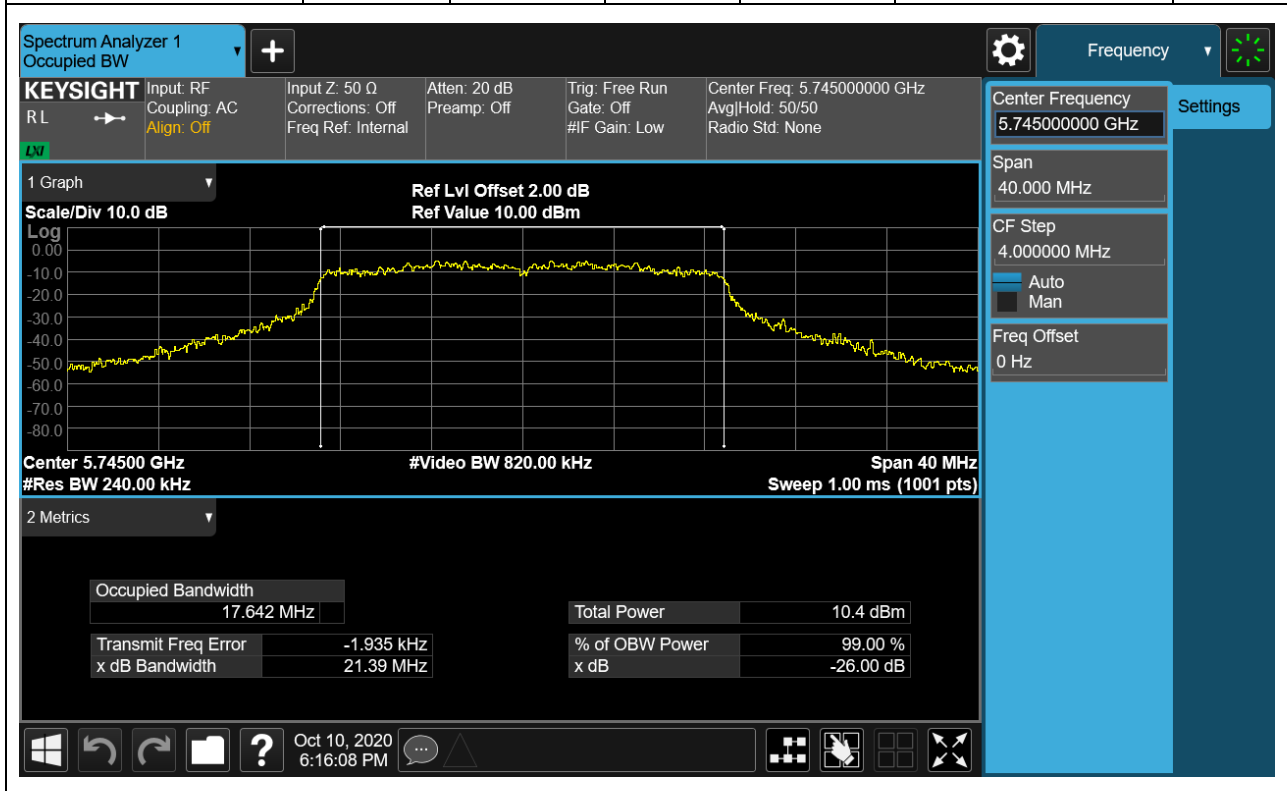 Spectrum Analyzer 1
Occupied BW
+
Frequency
KEYSIGHT
R L
LXI
Input: RF
Coupling: AC
Align: Off
Input Z: 50 Ω
Corrections: Off
Freq Ref: Internal
Atten: 20 dB
Preamp: Off
Trig: Free Run
Gate: Off
#IF Gain: Low
Center Freq: 5.745000000 GHz
Avg|Hold: 50/50
Radio Std: None
Center Frequency
5.745000000 GHz
Settings
Span
40.000 MHz
CF Step
4.000000 MHz
Auto
Man
Freq Offset
0 Hz
1 Graph
Scale/Div 10.0 dB
Ref Lvl Offset 2.00 dB
Ref Value 10.00 dBm
Log
0.00
-10.0
-20.0
-30.0
-40.0
-50.0
-60.0
-70.0
-80.0
Center 5.74500 GHz
#Video BW 820.00 kHz
Span 40 MHz
#Res BW 240.00 kHz
Sweep 1.00 ms (1001 pts)
2 Metrics
Occupied Bandwidth
17.642 MHz
Total Power 10.4 dBm
Transmit Freq Error -1.935 kHz
% of OBW Power 99.00 %
x dB Bandwidth 21.39 MHz
x dB -26.00 dB
?
Oct 10, 2020
6:16:08 PM